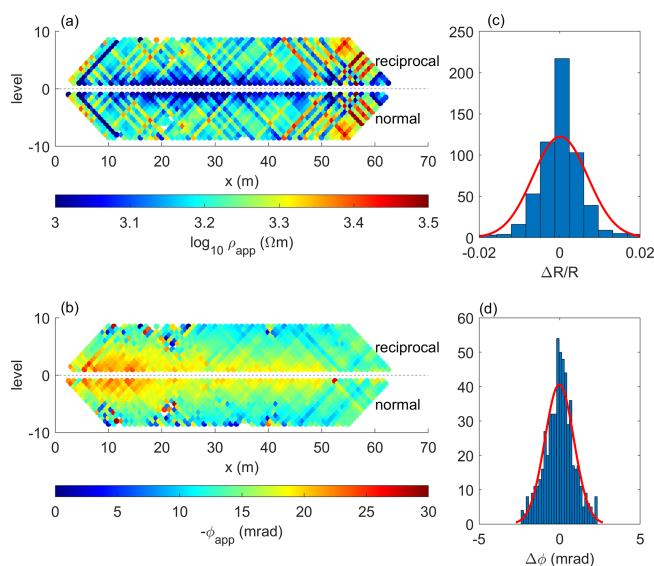 (a)
10
0
-10
level
reciprocal
normal
0 10 20 30 40 50 60 70
x (m)
3 3.1 3.2 3.3 3.4 3.5
log10 ρapp (Ωm)
(c)
250
200
150
100
50
0
-0.02 0 0.02
ΔR/R
(b)
10
0
-10
level
reciprocal
normal
0 10 20 30 40 50 60 70
x (m)
0 5 10 15 20 25 30
-ϕapp (mrad)
(d)
60
50
40
30
20
10
0
-5 0 5
Δϕ (mrad)